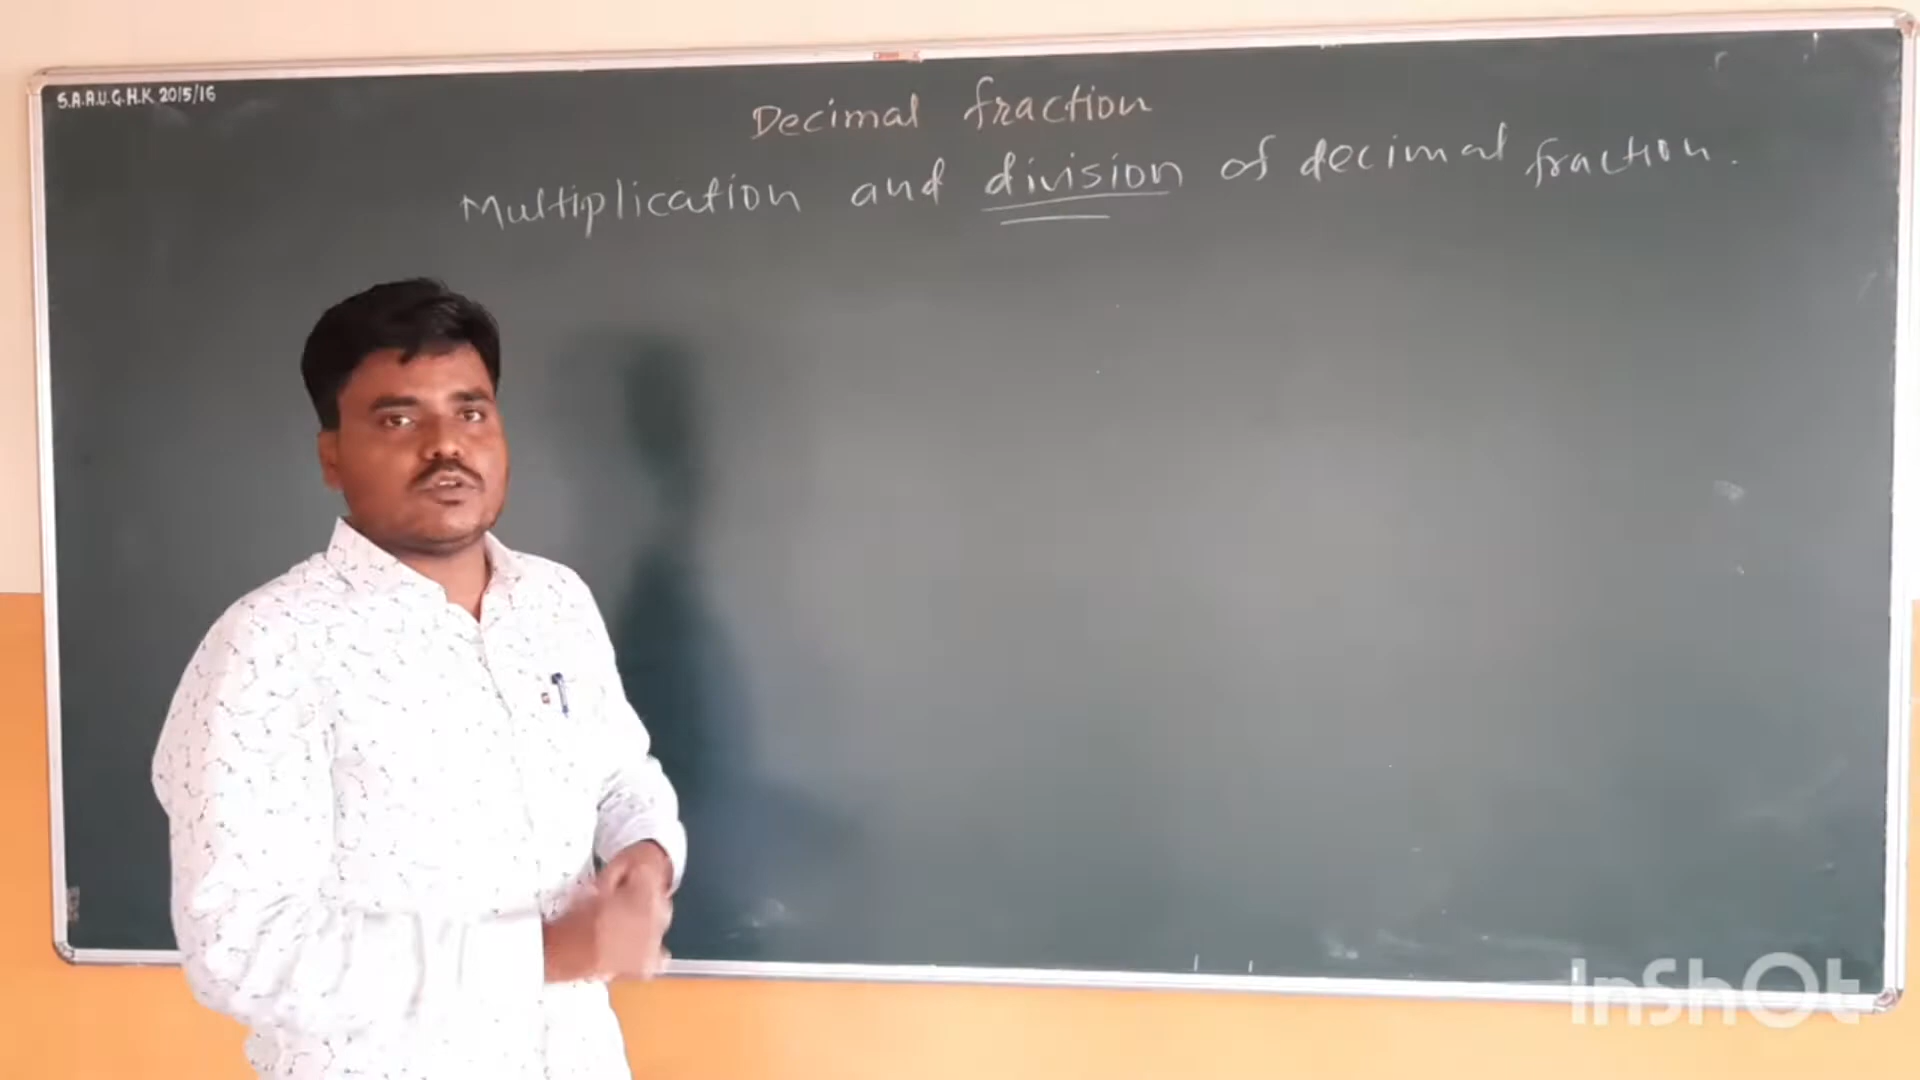 S.A.A.U.G.H.K 2015/16
Decimal fraction
Multiplication and division of decimal fraction.
InShOt